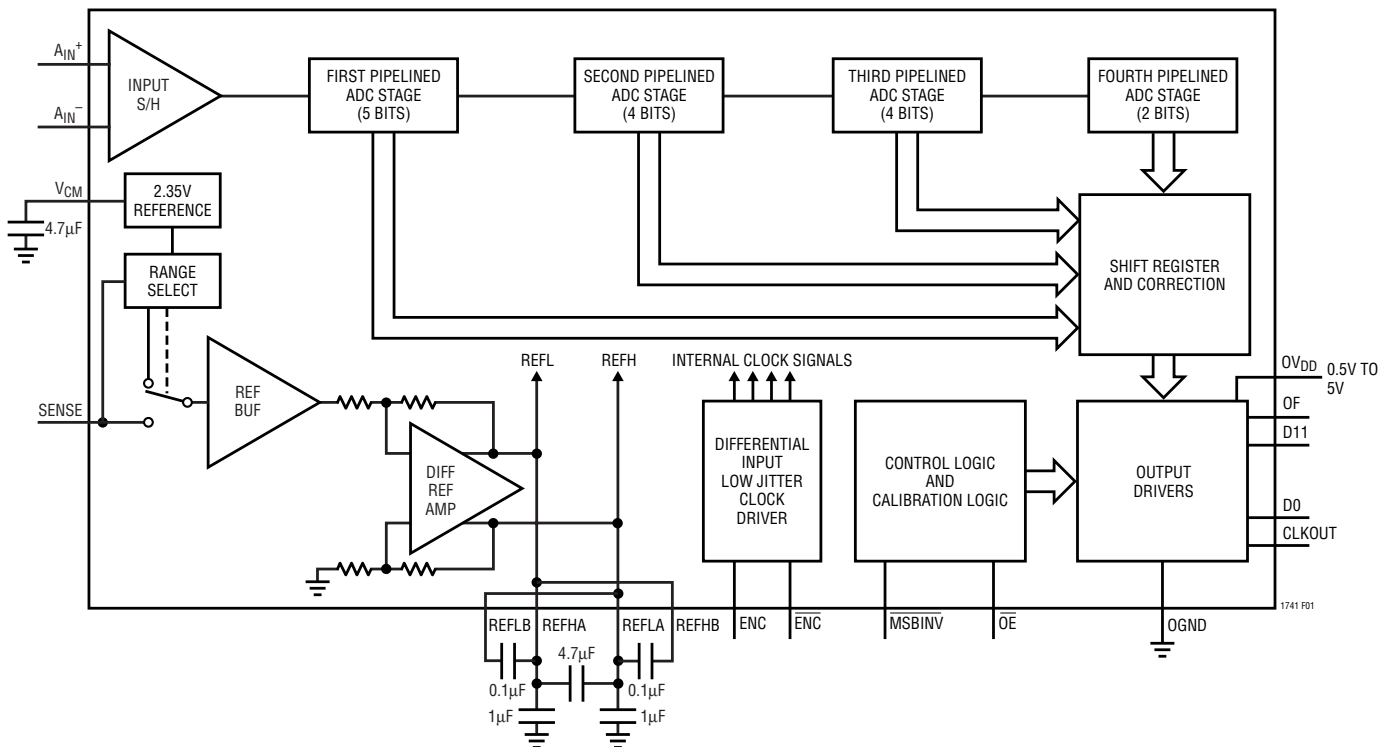 AIN+
AIN−
INPUT
S/H
FIRST PIPELINED
ADC STAGE
(5 BITS)
SECOND PIPELINED
ADC STAGE
(4 BITS)
THIRD PIPELINED
ADC STAGE
(4 BITS)
FOURTH PIPELINED
ADC STAGE
(2 BITS)
VCM
4.7µF
2.35V
REFERENCE
RANGE
SELECT
SHIFT REGISTER
AND CORRECTION
SENSE
REF
BUF
DIFF
REF
AMP
REFL
REFH
INTERNAL CLOCK SIGNALS
DIFFERENTIAL
INPUT
LOW JITTER
CLOCK
DRIVER
CONTROL LOGIC
AND
CALIBRATION LOGIC
OUTPUT
DRIVERS
OVDD
0.5V TO
5V
OF
D11
D0
CLKOUT
1741 F01
REFLB
REFHA
REFLA
REFHB
ENC
E̅N̅C̅
M̅S̅B̅I̅N̅V̅
O̅E̅
OGND
4.7µF
0.1µF
0.1µF
1µF
1µF